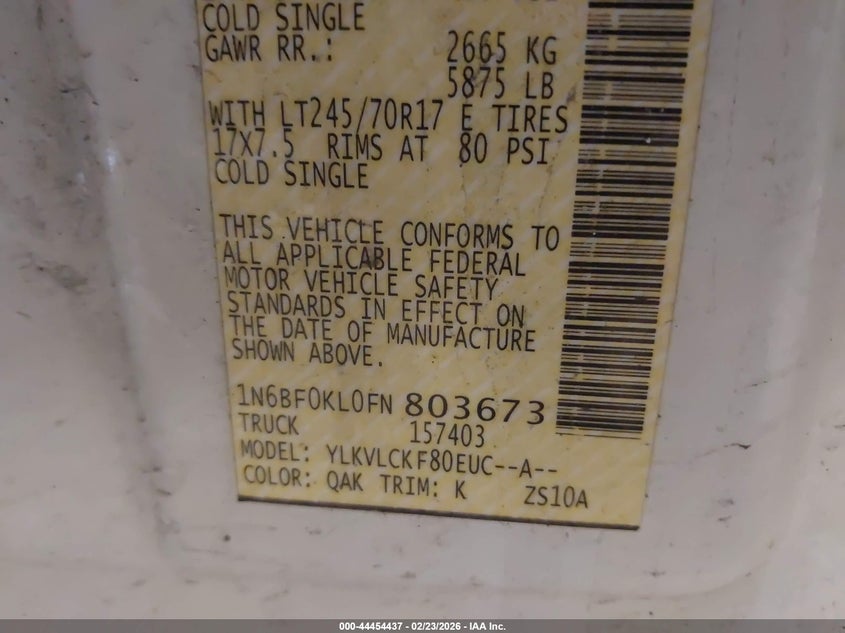 COLD SINGLE
GAWR RR.: 2665 KG
5875 LB
WITH LT245/70R17 E TIRES
17X7.5 RIMS AT 80 PSI
COLD SINGLE
THIS VEHICLE CONFORMS TO
ALL APPLICABLE FEDERAL
MOTOR VEHICLE SAFETY
STANDARDS IN EFFECT ON
THE DATE OF MANUFACTURE
SHOWN ABOVE.
1N6BF0KL0FN 803673
TRUCK 157403
MODEL: YLKVLCKF80EUC--A--
COLOR: QAK TRIM: K ZS10A
000-44454437 - 02/23/2026 - IAA Inc.